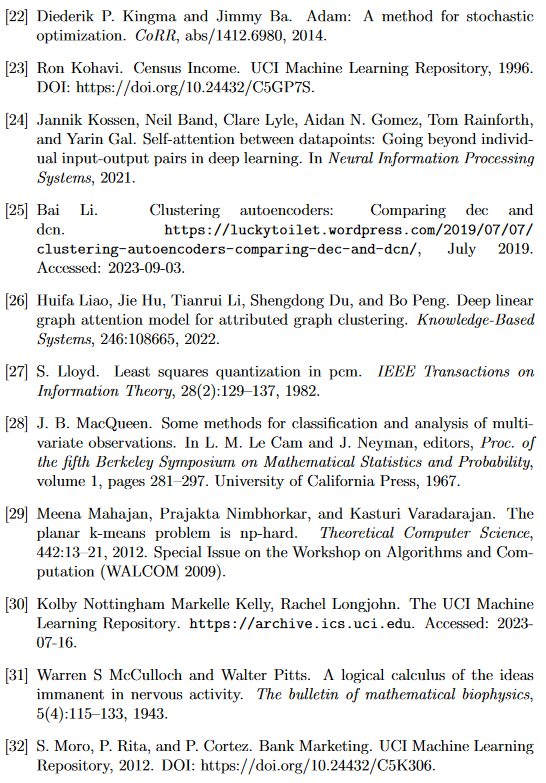 [22] Diederik P. Kingma and Jimmy Ba. Adam: A method for stochastic
optimization. CoRR, abs/1412.6980, 2014.
[23] Ron Kohavi. Census Income. UCI Machine Learning Repository, 1996.
DOI: https://doi.org/10.24432/C5GP7S.
[24] Jannik Kossen, Neil Band, Clare Lyle, Aidan N. Gomez, Tom Rainforth,
and Yarin Gal. Self-attention between datapoints: Going beyond individ-
ual input-output pairs in deep learning. In Neural Information Processing
Systems, 2021.
[25] Bai Li. Clustering autoencoders: Comparing dec and
dcn. https://luckytoilet.wordpress.com/2019/07/07/
clustering-autoencoders-comparing-dec-and-dcn/, July 2019.
Accessed: 2023-09-03.
[26] Huifa Liao, Jie Hu, Tianrui Li, Shengdong Du, and Bo Peng. Deep linear
graph attention model for attributed graph clustering. Knowledge-Based
Systems, 246:108665, 2022.
[27] S. Lloyd. Least squares quantization in pcm. IEEE Transactions on
Information Theory, 28(2):129–137, 1982.
[28] J. B. MacQueen. Some methods for classification and analysis of multi-
variate observations. In L. M. Le Cam and J. Neyman, editors, Proc. of
the fifth Berkeley Symposium on Mathematical Statistics and Probability,
volume 1, pages 281–297. University of California Press, 1967.
[29] Meena Mahajan, Prajakta Nimbhorkar, and Kasturi Varadarajan. The
planar k-means problem is np-hard. Theoretical Computer Science,
442:13–21, 2012. Special Issue on the Workshop on Algorithms and Com-
putation (WALCOM 2009).
[30] Kolby Nottingham Markelle Kelly, Rachel Longjohn. The UCI Machine
Learning Repository. https://archive.ics.uci.edu. Accessed: 2023-
07-16.
[31] Warren S McCulloch and Walter Pitts. A logical calculus of the ideas
immanent in nervous activity. The bulletin of mathematical biophysics,
5(4):115–133, 1943.
[32] S. Moro, P. Rita, and P. Cortez. Bank Marketing. UCI Machine Learning
Repository, 2012. DOI: https://doi.org/10.24432/C5K306.